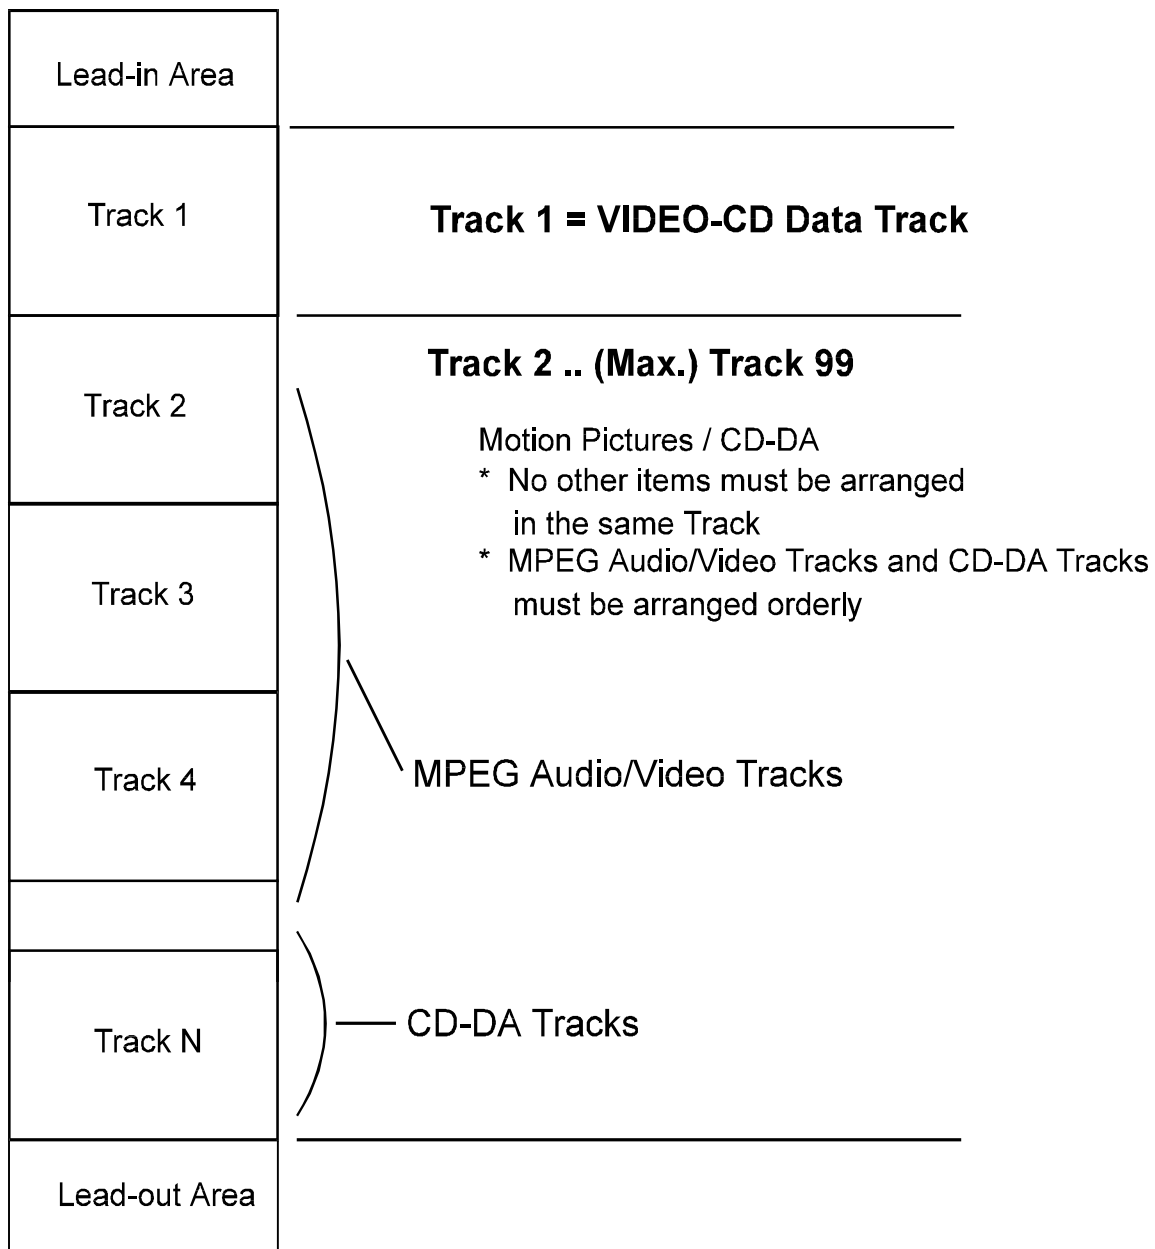 Lead-in Area
Track 1
Track 1 = VIDEO-CD Data Track
Track 2 .. (Max.) Track 99
Track 2
Motion Pictures / CD-DA
* No other items must be arranged
in the same Track
* MPEG Audio/Video Tracks and CD-DA Tracks
must be arranged orderly
Track 3
Track 4
MPEG Audio/Video Tracks
CD-DA Tracks
Track N
Lead-out Area